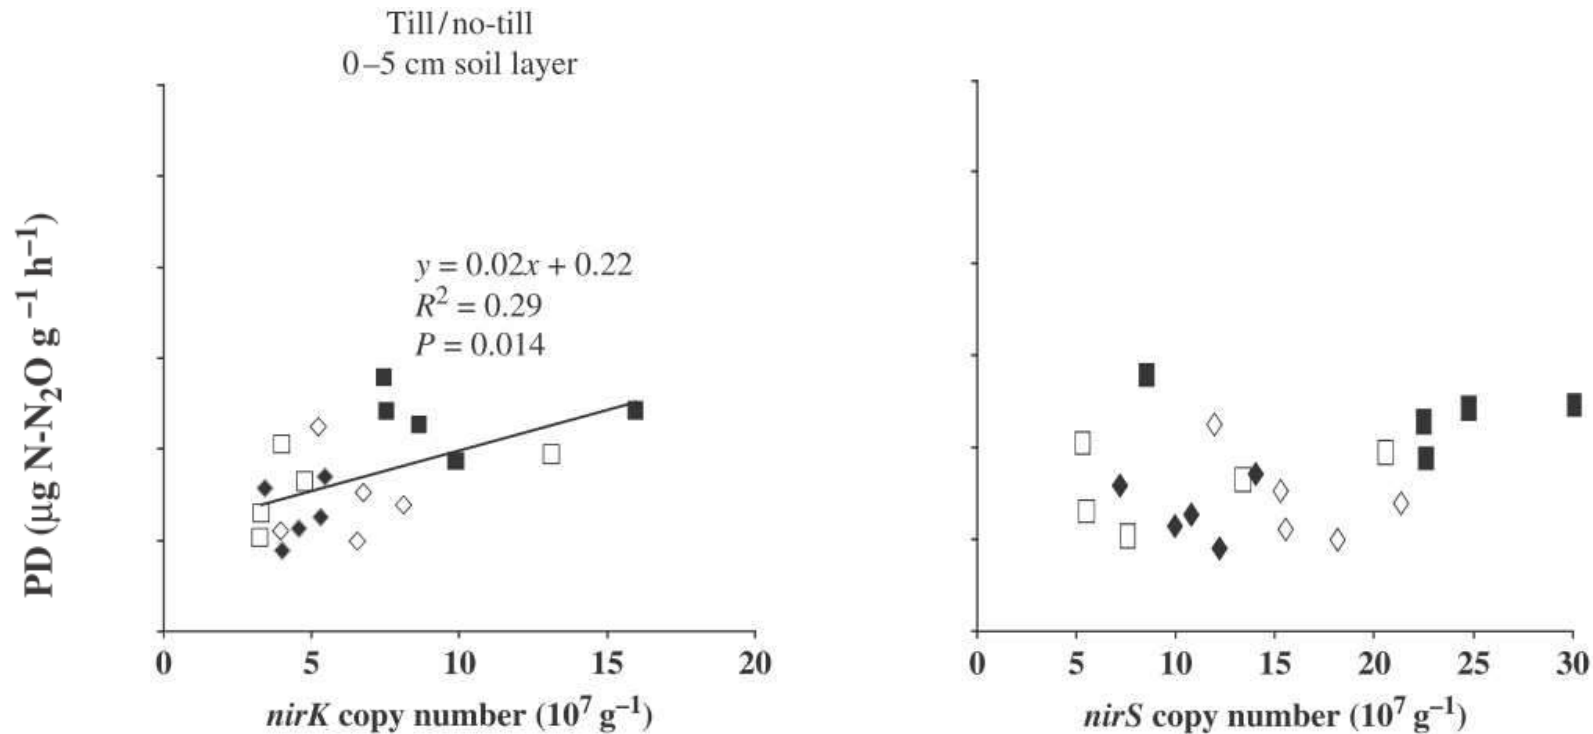 Till/no-till
0–5 cm soil layer
PD (µg N-N₂O g⁻¹ h⁻¹)
y = 0.02x + 0.22
R² = 0.29
P = 0.014
0 5 10 15 20
nirK copy number (10⁷ g⁻¹)
0 5 10 15 20 25 30
nirS copy number (10⁷ g⁻¹)